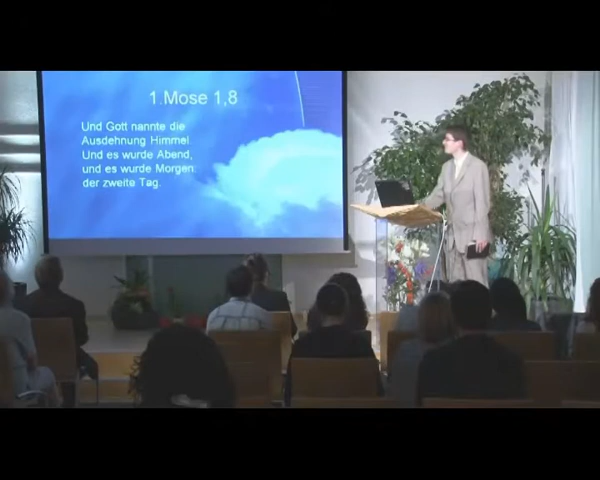 1.Mose 1,8
Und Gott nannte die
Ausdehnung Himmel.
Und es wurde Abend,
und es wurde Morgen:
der zweite Tag.